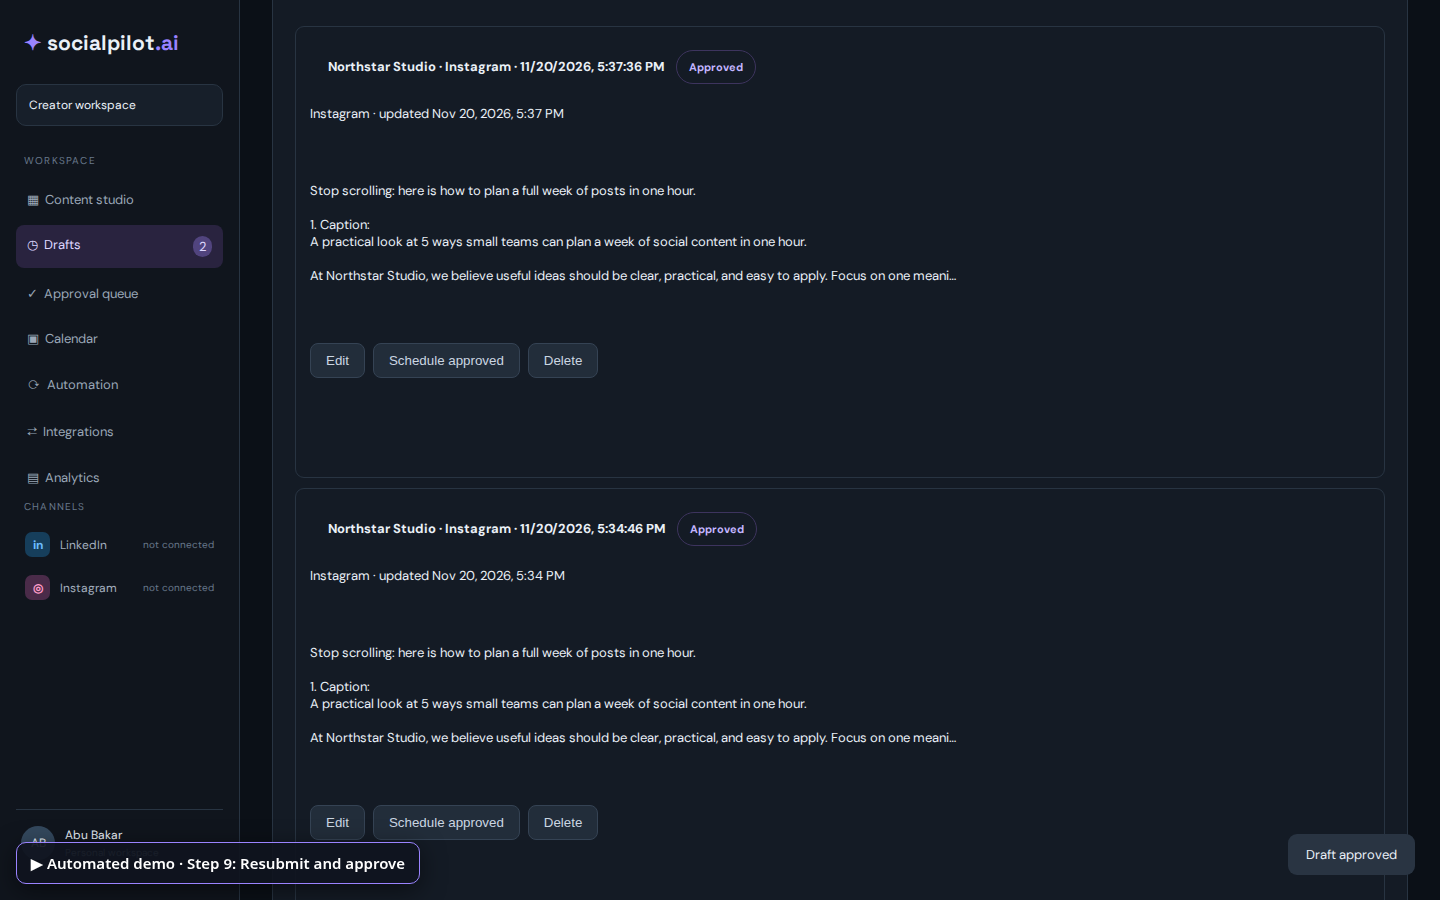 socialpilot.ai
Creator workspace
WORKSPACE
Content studio
Drafts 2
Approval queue
Calendar
Automation
Integrations
Analytics
CHANNELS
in LinkedIn not connected
Instagram not connected
Abu Bakar
▶ Automated demo · Step 9: Resubmit and approve
Northstar Studio · Instagram · 11/20/2026, 5:37:36 PM Approved
Instagram · updated Nov 20, 2026, 5:37 PM
Stop scrolling: here is how to plan a full week of posts in one hour.
1. Caption:
A practical look at 5 ways small teams can plan a week of social content in one hour.
At Northstar Studio, we believe useful ideas should be clear, practical, and easy to apply. Focus on one meani...
Edit Schedule approved Delete
Northstar Studio · Instagram · 11/20/2026, 5:34:46 PM Approved
Instagram · updated Nov 20, 2026, 5:34 PM
Stop scrolling: here is how to plan a full week of posts in one hour.
1. Caption:
A practical look at 5 ways small teams can plan a week of social content in one hour.
At Northstar Studio, we believe useful ideas should be clear, practical, and easy to apply. Focus on one meani...
Edit Schedule approved Delete
Draft approved